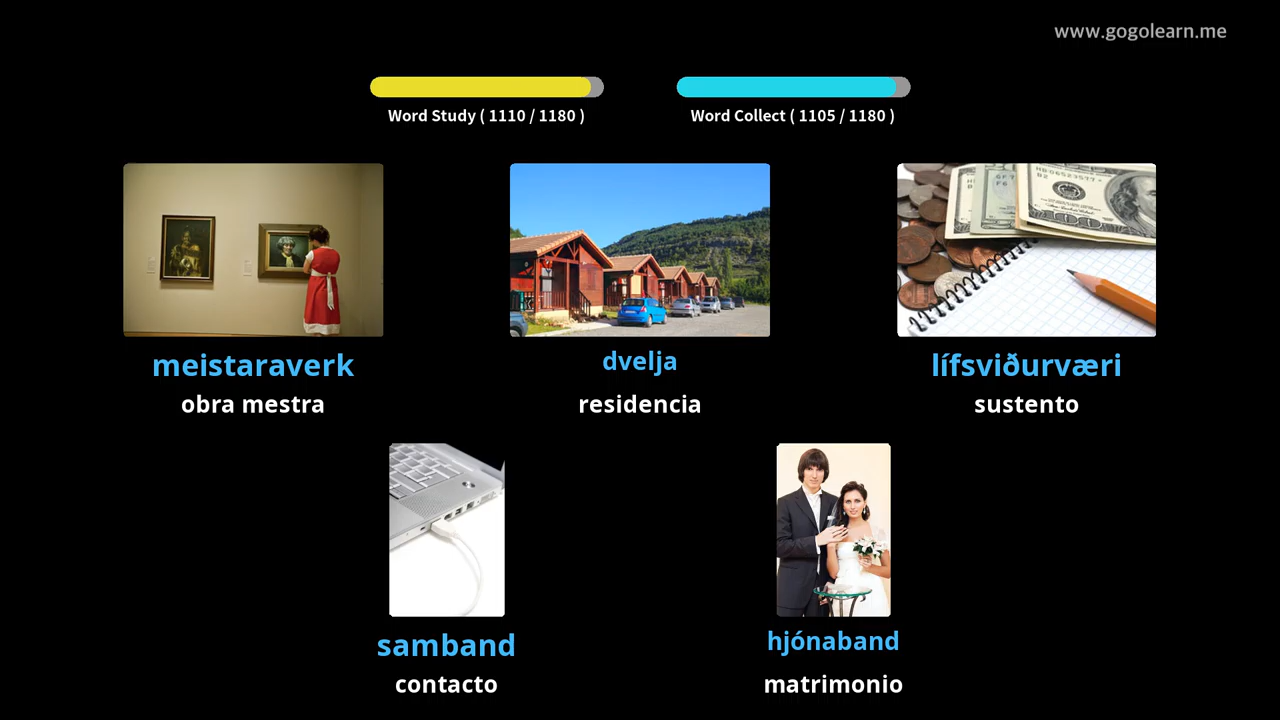 www.gogolearn.me
Word Study ( 1110 / 1180 )
Word Collect ( 1105 / 1180 )
meistaraverk
obra mestra
dvelja
residencia
lífsviðurværi
sustento
samband
contacto
hjónaband
matrimonio